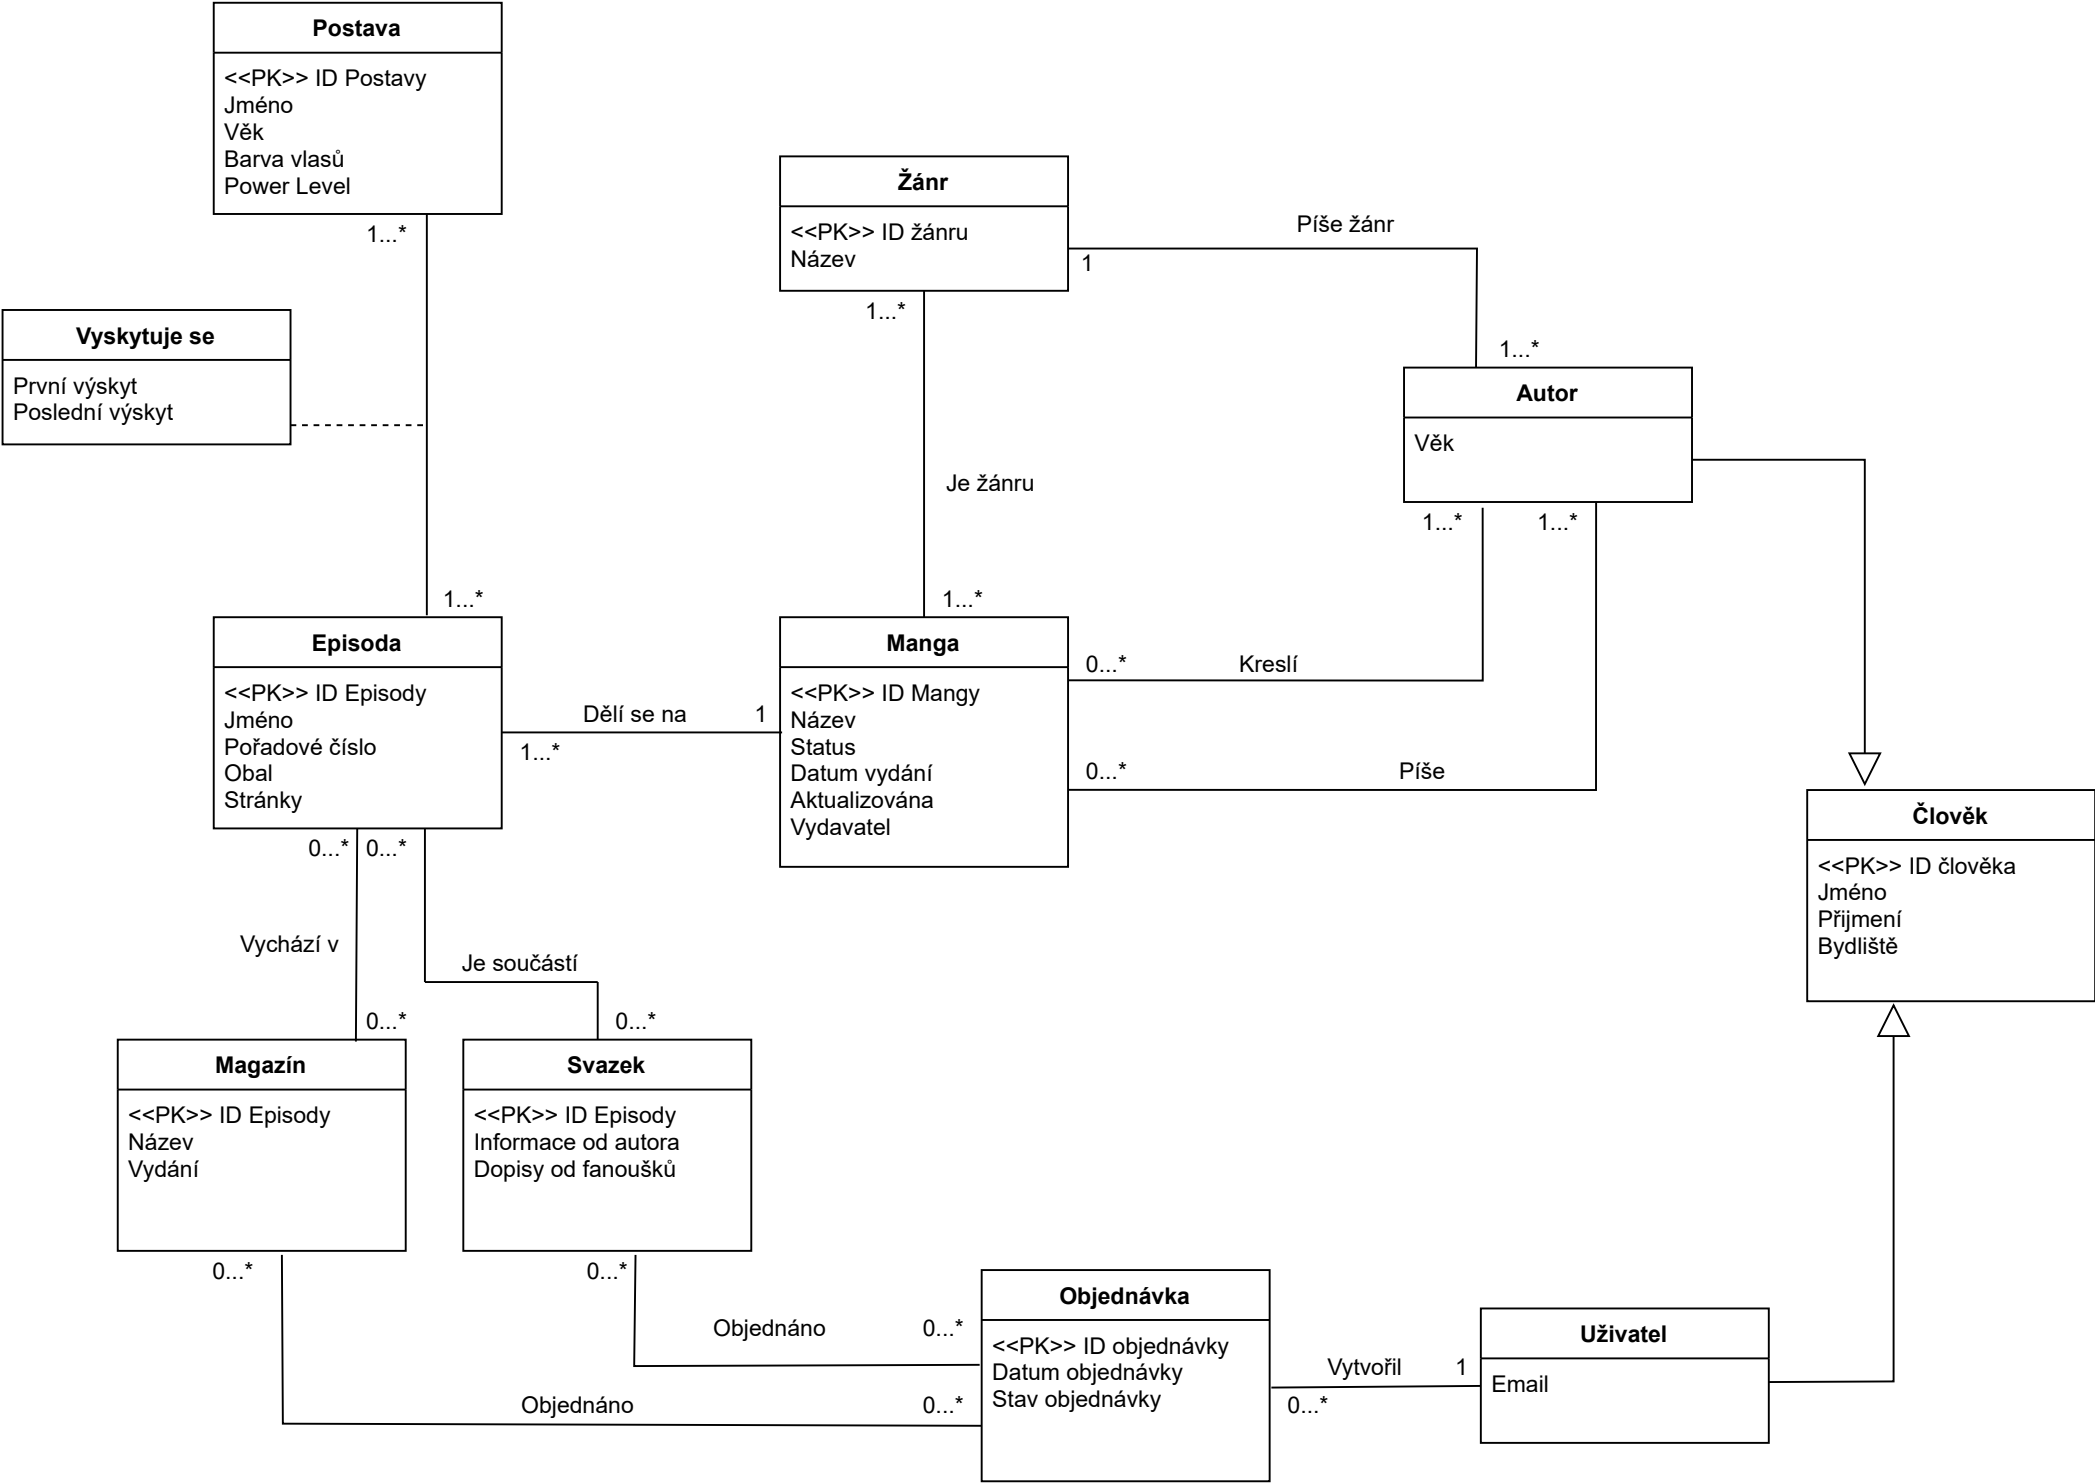 Postava
<<PK>> ID Postavy
Jméno
Věk
Barva vlasů
Power Level
1...*
Žánr
<<PK>> ID žánru
Název
1
1...*
Píše žánr
1...*
Vyskytuje se
První výskyt
Poslední výskyt
Autor
Věk
1...*
1...*
Je žánru
1...*
1...*
Episoda
<<PK>> ID Episody
Jméno
Pořadové číslo
Obal
Stránky
Dělí se na
1
1...*
Manga
<<PK>> ID Mangy
Název
Status
Datum vydání
Aktualizována
Vydavatel
0...*
Kreslí
0...*
Píše
Člověk
<<PK>> ID člověka
Jméno
Přijmení
Bydliště
0...*
0...*
Vychází v
Je součástí
0...*
0...*
Magazín
<<PK>> ID Episody
Název
Vydání
Svazek
<<PK>> ID Episody
Informace od autora
Dopisy od fanoušků
0...*
0...*
Objednáno
0...*
Objednáno
0...*
Objednávka
<<PK>> ID objednávky
Datum objednávky
Stav objednávky
Vytvořil
1
0...*
Uživatel
Email